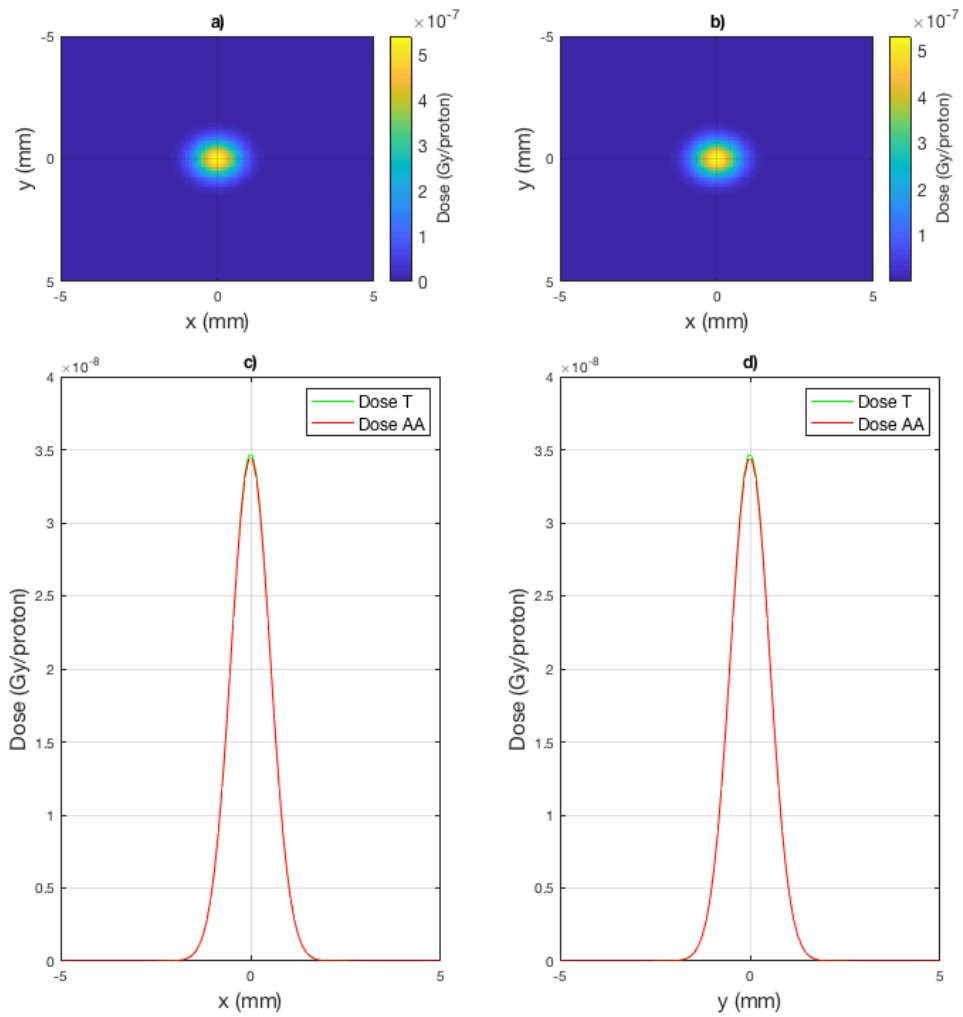 a)
×10⁻⁷
-5
0
5
y (mm)
-5
0
5
x (mm)
5
4
3
2
1
0
Dose (Gy/proton)
b)
×10⁻⁷
-5
0
5
y (mm)
-5
0
5
x (mm)
5
4
3
2
1
Dose (Gy/proton)
c)
×10⁻⁸
4
3.5
3
2.5
2
1.5
1
0.5
0
Dose (Gy/proton)
-5
0
5
x (mm)
Dose T
Dose AA
d)
×10⁻⁸
4
3.5
3
2.5
2
1.5
1
0.5
0
Dose (Gy/proton)
-5
0
5
y (mm)
Dose T
Dose AA